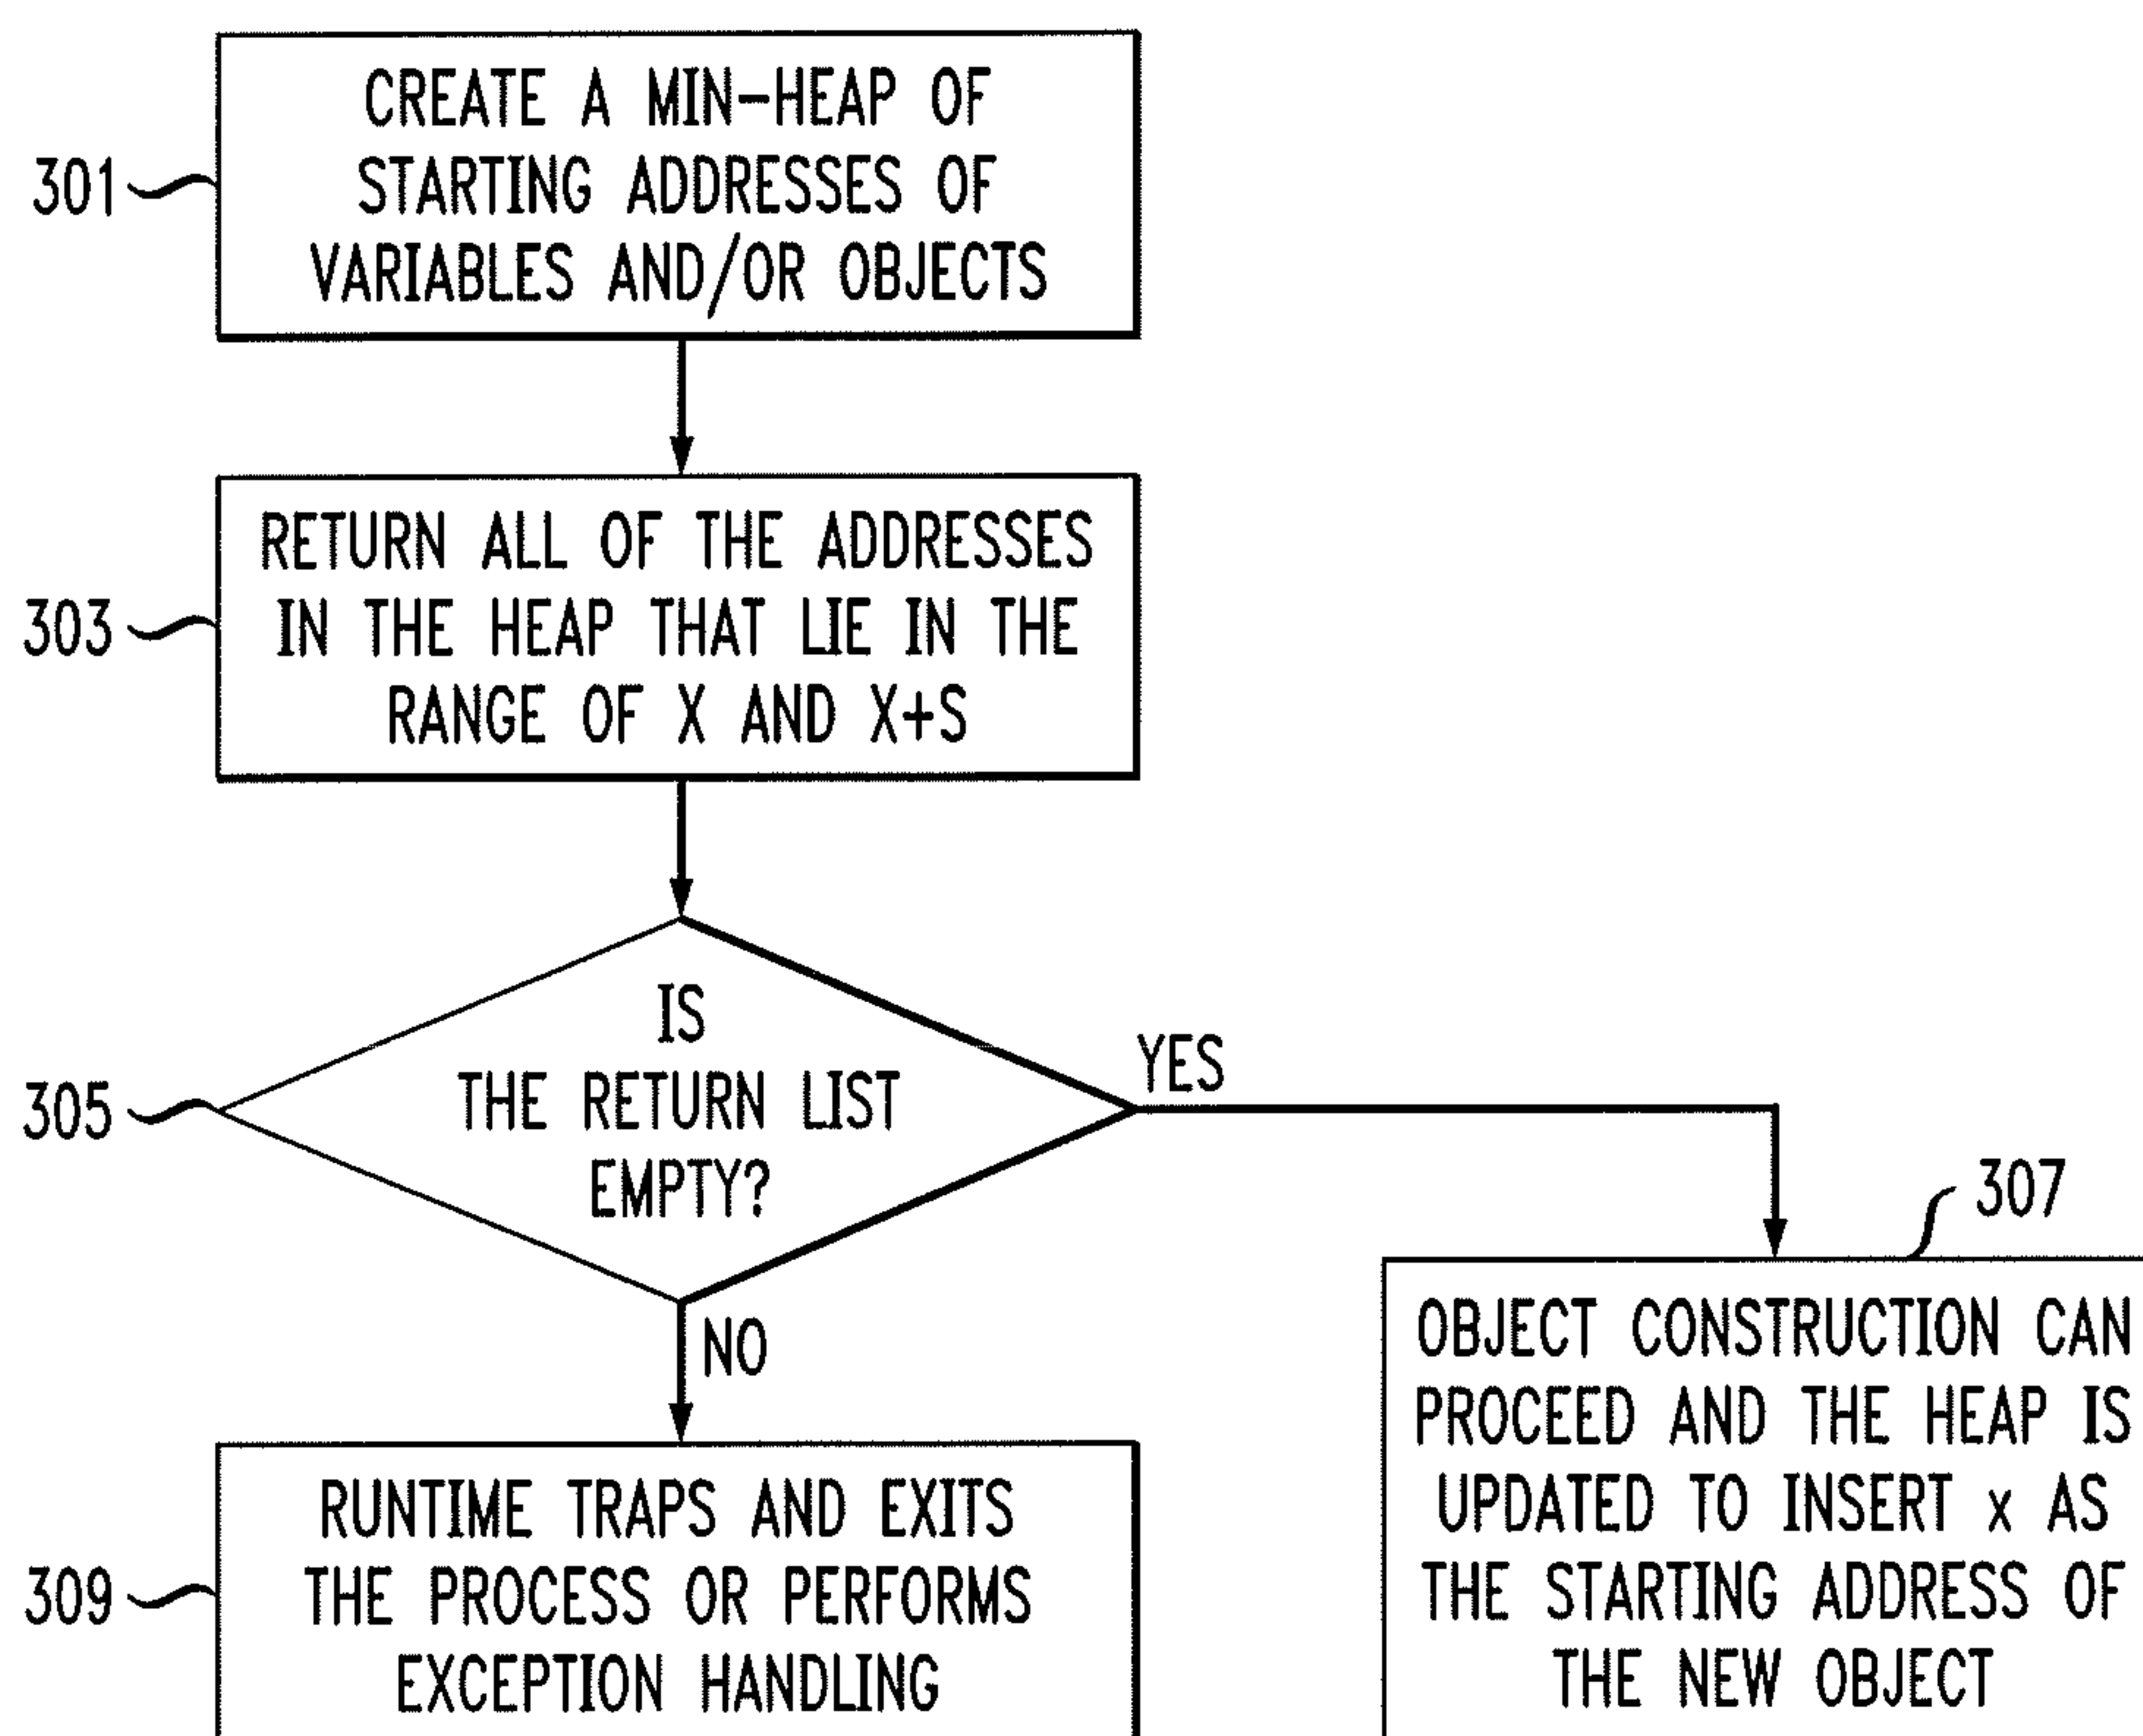 CREATE A MIN-HEAP OF
STARTING ADDRESSES OF
VARIABLES AND/OR OBJECTS
301
RETURN ALL OF THE ADDRESSES
IN THE HEAP THAT LIE IN THE
RANGE OF X AND X+S
303
IS
THE RETURN LIST
EMPTY?
305
YES
NO
307
OBJECT CONSTRUCTION CAN
PROCEED AND THE HEAP IS
UPDATED TO INSERT x AS
THE STARTING ADDRESS OF
THE NEW OBJECT
RUNTIME TRAPS AND EXITS
THE PROCESS OR PERFORMS
EXCEPTION HANDLING
309